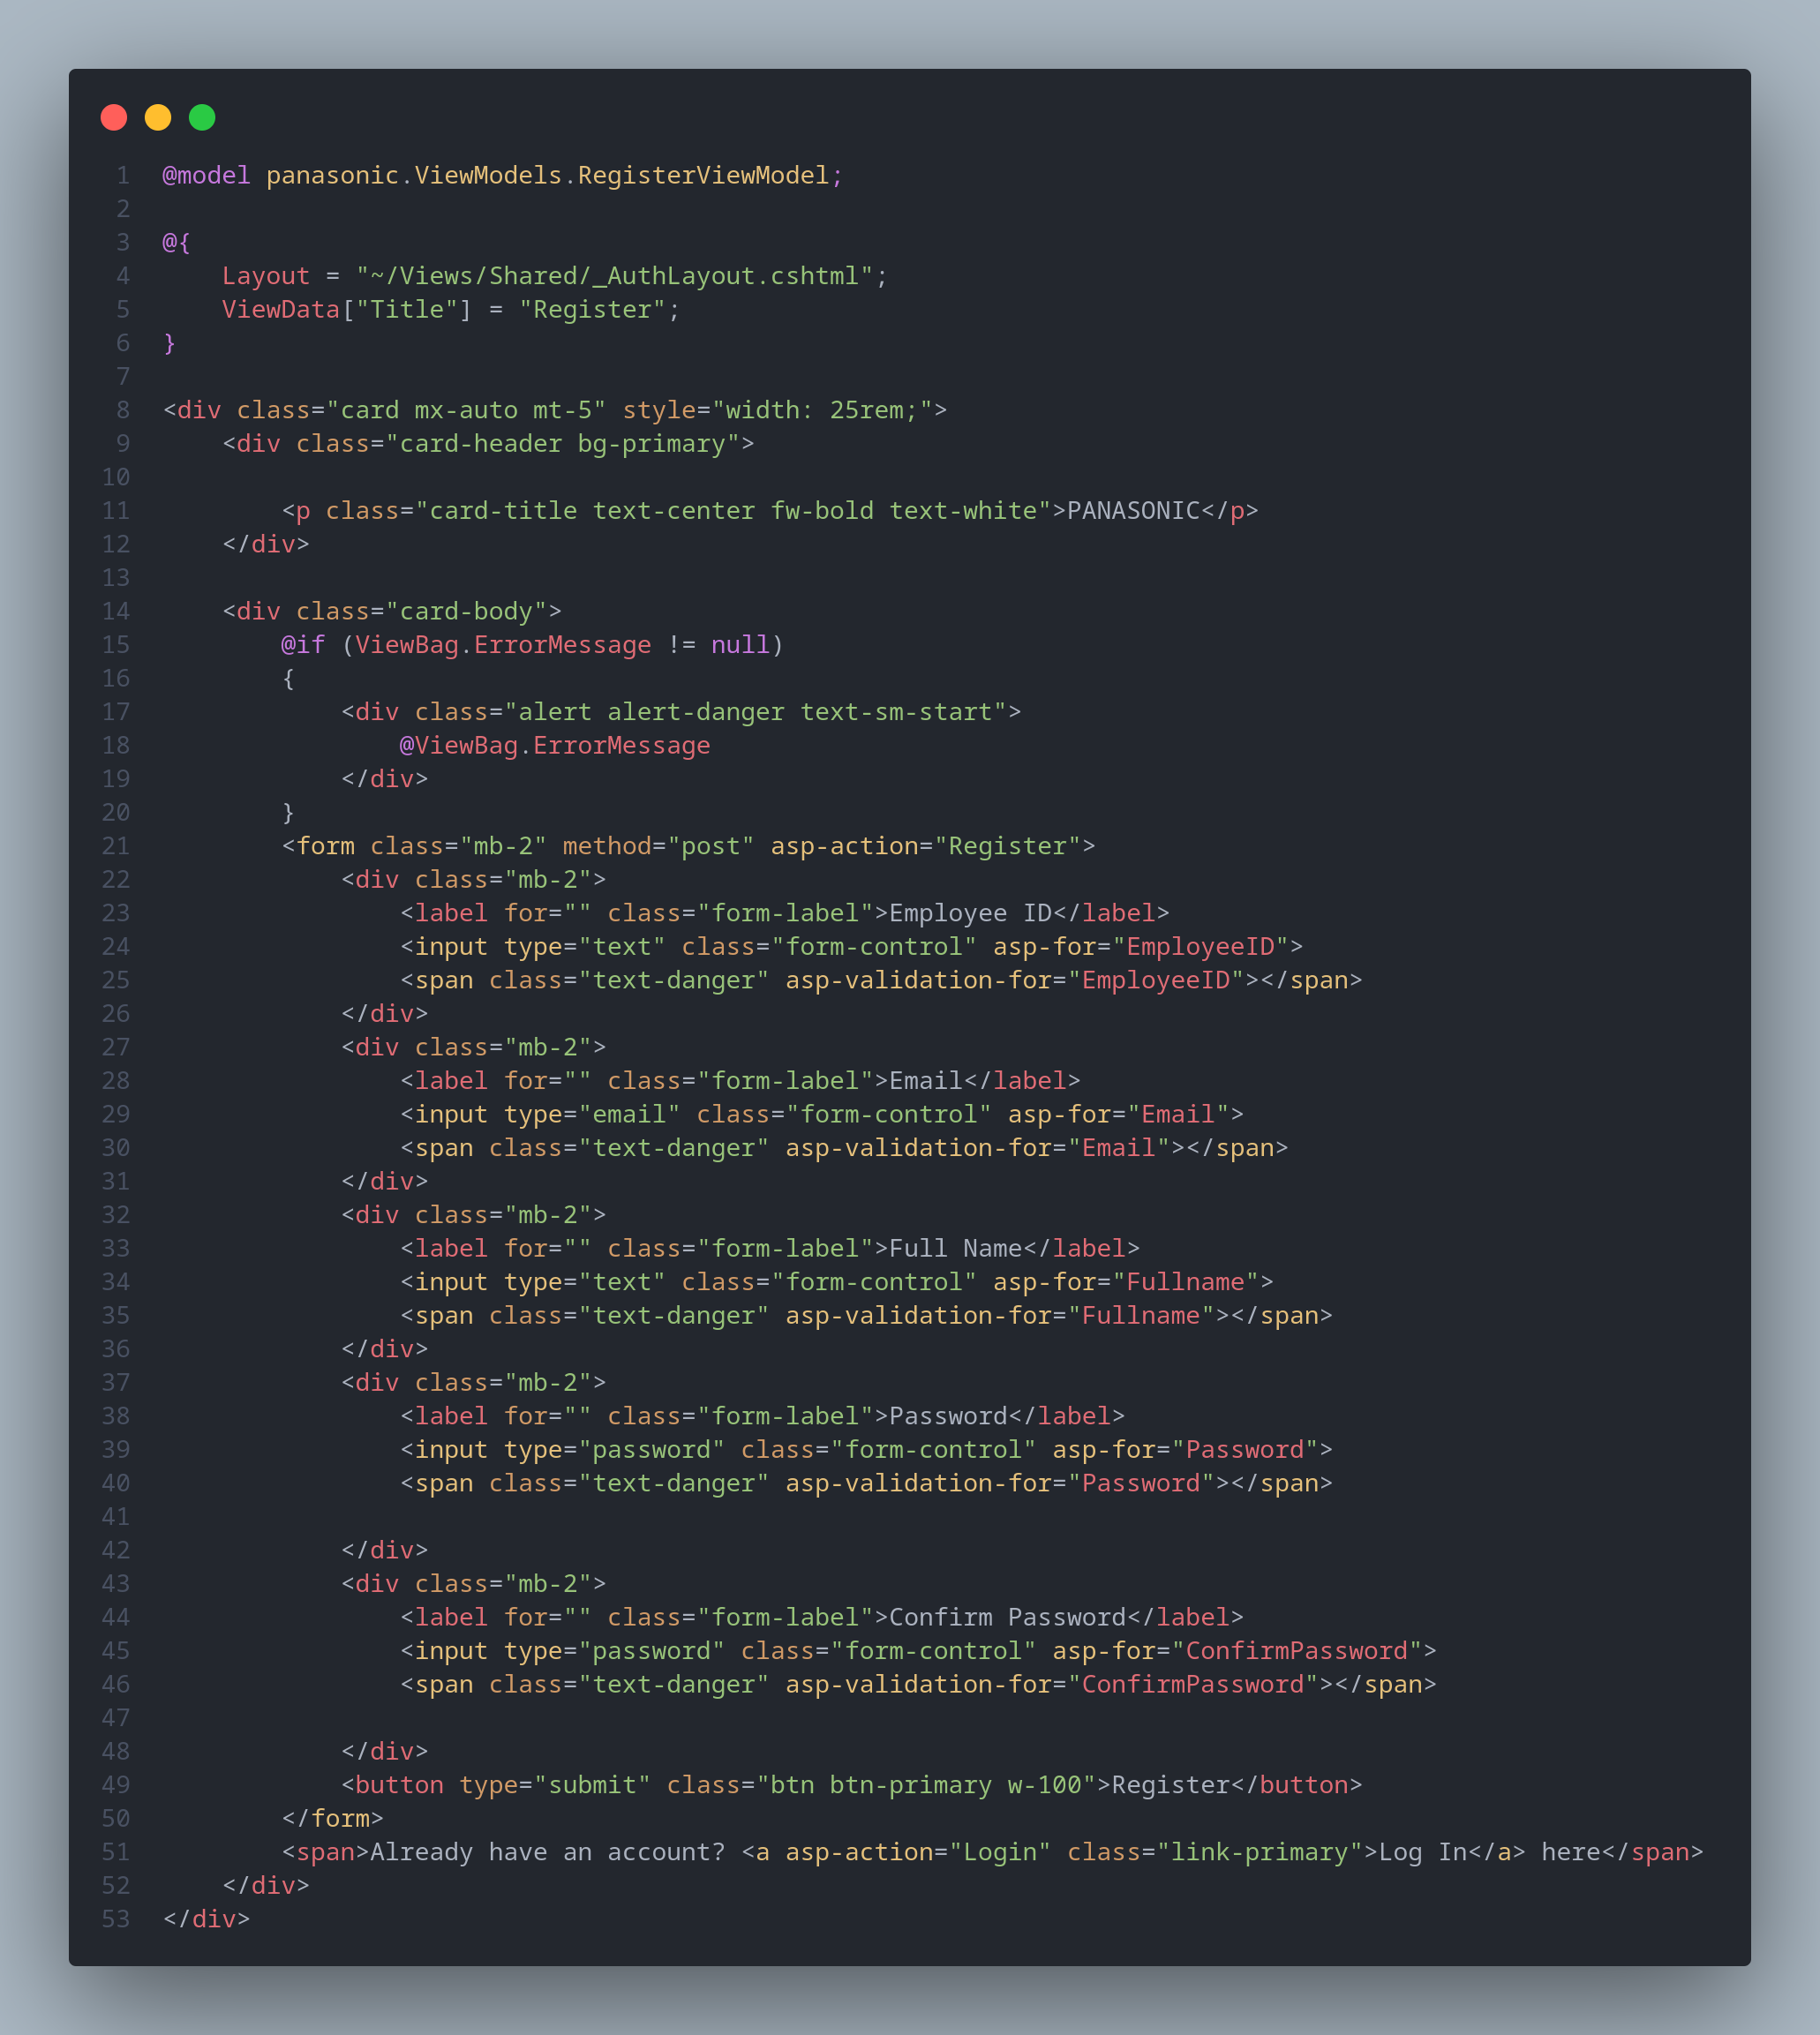 1 @model panasonic.ViewModels.RegisterViewModel;
2
3 @{
4     Layout = "~/Views/Shared/_AuthLayout.cshtml";
5     ViewData["Title"] = "Register";
6 }
7
8 <div class="card mx-auto mt-5" style="width: 25rem;">
9     <div class="card-header bg-primary">
10
11         <p class="card-title text-center fw-bold text-white">PANASONIC</p>
12     </div>
13
14     <div class="card-body">
15         @if (ViewBag.ErrorMessage != null)
16         {
17             <div class="alert alert-danger text-sm-start">
18                 @ViewBag.ErrorMessage
19             </div>
20         }
21         <form class="mb-2" method="post" asp-action="Register">
22             <div class="mb-2">
23                 <label for="" class="form-label">Employee ID</label>
24                 <input type="text" class="form-control" asp-for="EmployeeID">
25                 <span class="text-danger" asp-validation-for="EmployeeID"></span>
26             </div>
27             <div class="mb-2">
28                 <label for="" class="form-label">Email</label>
29                 <input type="email" class="form-control" asp-for="Email">
30                 <span class="text-danger" asp-validation-for="Email"></span>
31             </div>
32             <div class="mb-2">
33                 <label for="" class="form-label">Full Name</label>
34                 <input type="text" class="form-control" asp-for="Fullname">
35                 <span class="text-danger" asp-validation-for="Fullname"></span>
36             </div>
37             <div class="mb-2">
38                 <label for="" class="form-label">Password</label>
39                 <input type="password" class="form-control" asp-for="Password">
40                 <span class="text-danger" asp-validation-for="Password"></span>
41
42             </div>
43             <div class="mb-2">
44                 <label for="" class="form-label">Confirm Password</label>
45                 <input type="password" class="form-control" asp-for="ConfirmPassword">
46                 <span class="text-danger" asp-validation-for="ConfirmPassword"></span>
47
48             </div>
49             <button type="submit" class="btn btn-primary w-100">Register</button>
50         </form>
51         <span>Already have an account? <a asp-action="Login" class="link-primary">Log In</a> here</span>
52     </div>
53 </div>